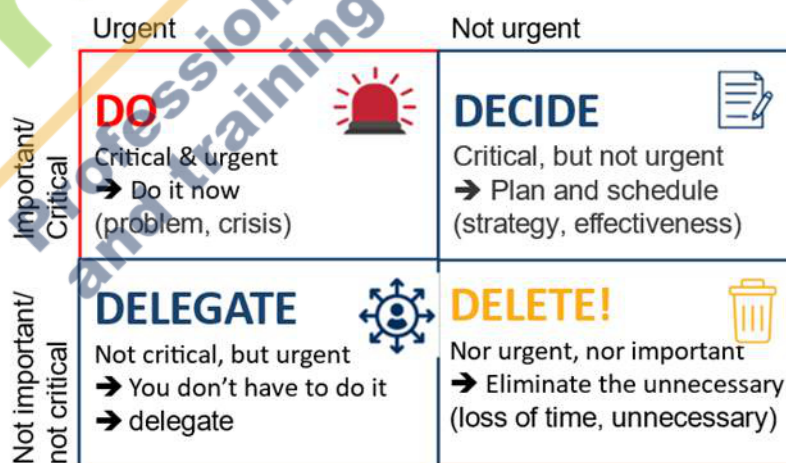 Urgent
Not urgent
Important/
Critical
DO
Critical & urgent
➔ Do it now
(problem, crisis)
DECIDE
Critical, but not urgent
➔ Plan and schedule
(strategy, effectiveness)
Not important/
not critical
DELEGATE
Not critical, but urgent
➔ You don't have to do it
➔ delegate
DELETE!
Nor urgent, nor important
➔ Eliminate the unnecessary
(loss of time, unnecessary)
and training